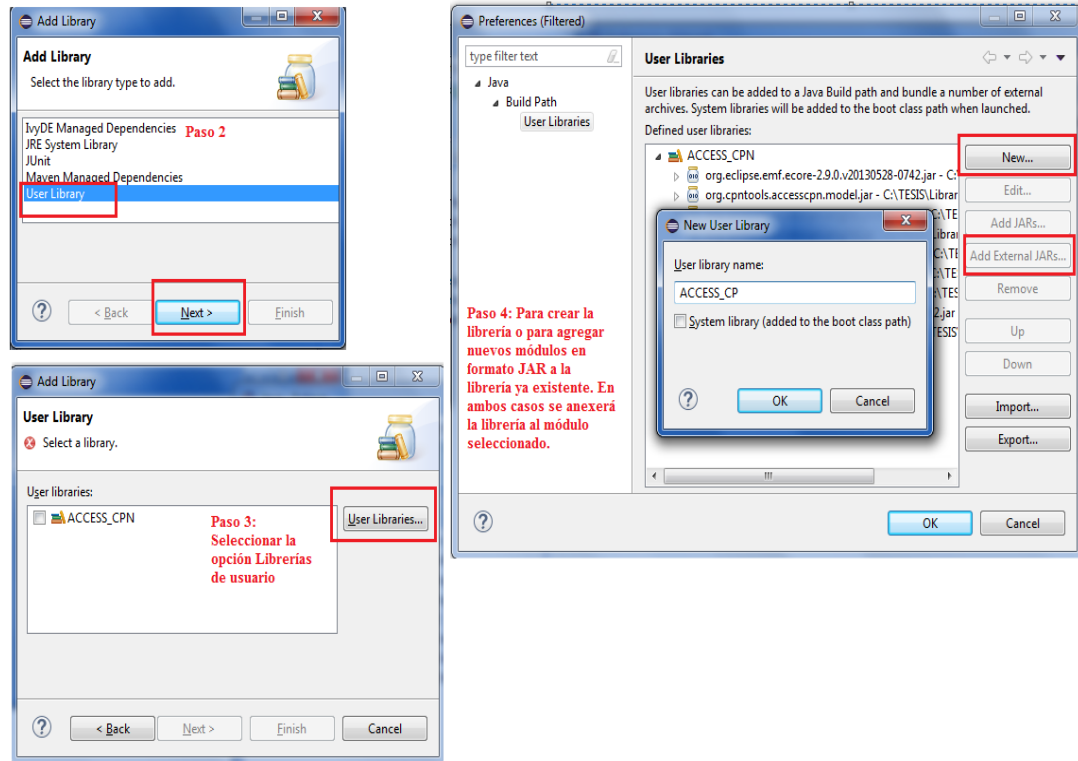 Add Library
Add Library
Select the library type to add.
IvyDE Managed Dependencies
Paso 2
JRE System Library
JUnit
Maven Managed Dependencies
User Library
< Back
Next >
Finish
Add Library
User Library
Select a library.
User libraries:
ACCESS_CPN
User Libraries...
Paso 3:
Seleccionar la
opción Librerías
de usuario
< Back
Next >
Finish
Cancel
Preferences (Filtered)
type filter text
Java
Build Path
User Libraries
Paso 4: Para crear la
librería o para agregar
nuevos módulos en
formato JAR a la
librería ya existente. En
ambos casos se anexerá
la librería al módulo
seleccionado.
User Libraries
User libraries can be added to a Java Build path and bundle a number of external
archives. System libraries will be added to the boot class path when launched.
Defined user libraries:
ACCESS_CPN
org.eclipse.emf.ecore-2.9.0.v20130528-0742.jar - C:
org.cpntools.accesscpn.model.jar - C:\TESIS\Librar
New User Library
User library name:
ACCESS_CP
System library (added to the boot class path)
OK
Cancel
New...
Edit...
Add JARs...
Add External JARs...
Remove
Up
Down
Import...
Export...
OK
Cancel